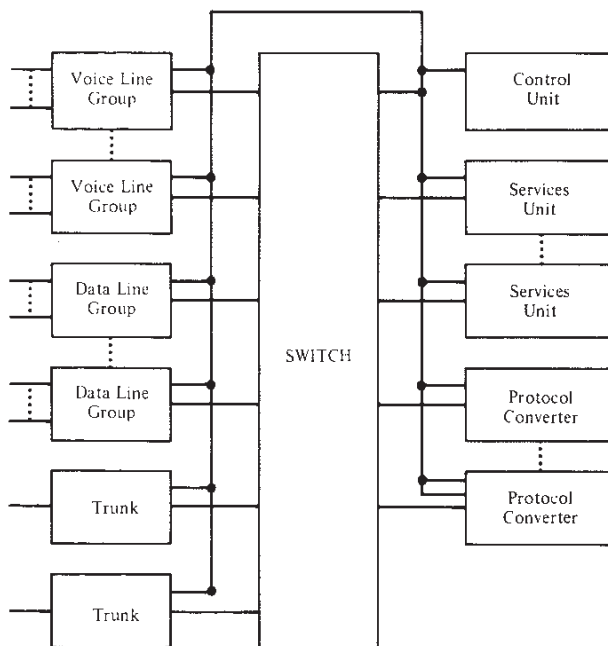 Voice Line
Group
Voice Line
Group
Data Line
Group
Data Line
Group
Trunk
Trunk
SWITCH
Control
Unit
Services
Unit
Services
Unit
Protocol
Converter
Protocol
Converter